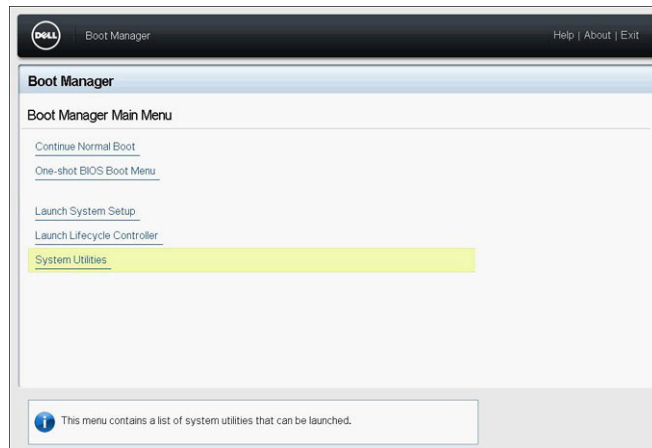 DELL
Boot Manager
Help | About | Exit
Boot Manager
Boot Manager Main Menu
Continue Normal Boot
One-shot BIOS Boot Menu
Launch System Setup
Launch Lifecycle Controller
System Utilities
This menu contains a list of system utilities that can be launched.